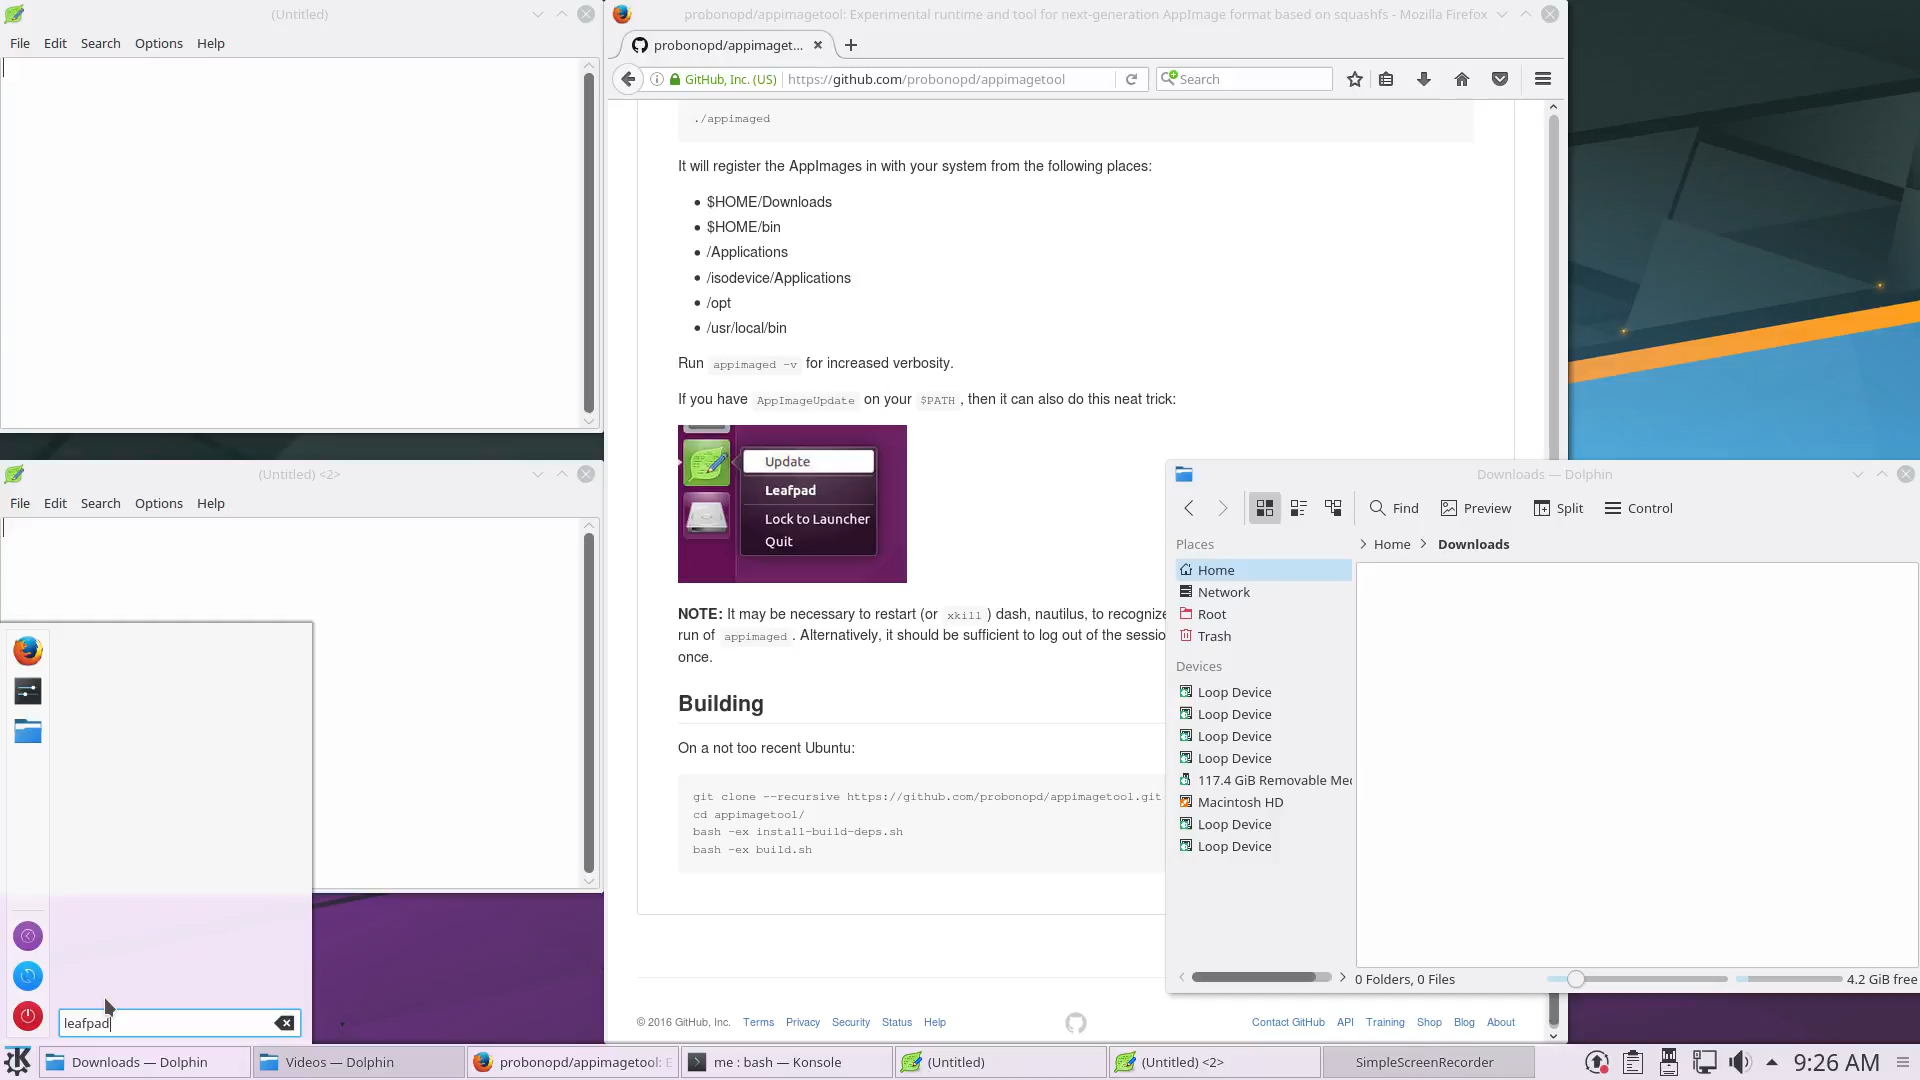 (Untitled)
File Edit Search Options Help
probonopd/appimagetool: Experimental runtime and tool for next-generation AppImage format based on squashfs - Mozilla Firefox
probonopd/appimaget...
GitHub, Inc. (US) https://github.com/probonopd/appimagetool Search
./appimaged
It will register the AppImages in with your system from the following places:
$HOME/Downloads
$HOME/bin
/Applications
/isodevice/Applications
/opt
/usr/local/bin
Run appimaged -v for increased verbosity.
If you have AppImageUpdate on your $PATH, then it can also do this neat trick:
Update
Leafpad
Lock to Launcher
Quit
NOTE: It may be necessary to restart (or xkill) dash, nautilus, to recognize
run of appimaged. Alternatively, it should be sufficient to log out of the sessio
once.
Building
On a not too recent Ubuntu:
git clone --recursive https://github.com/probonopd/appimagetool.git
cd appimagetool/
bash -ex install-build-deps.sh
bash -ex build.sh
© 2016 GitHub, Inc. Terms Privacy Security Status Help
Contact GitHub API Training Shop Blog About
(Untitled) <2>
File Edit Search Options Help
leafpad
Downloads — Dolphin
Find Preview Split Control
Places
Home
Network
Root
Trash
Devices
Loop Device
Loop Device
Loop Device
Loop Device
117.4 GiB Removable Mec
Macintosh HD
Loop Device
Loop Device
Home Downloads
0 Folders, 0 Files
4.2 GiB free
Downloads — Dolphin
Videos — Dolphin
probonopd/appimagetool: E
me : bash — Konsole
(Untitled)
(Untitled) <2>
SimpleScreenRecorder
9:26 AM